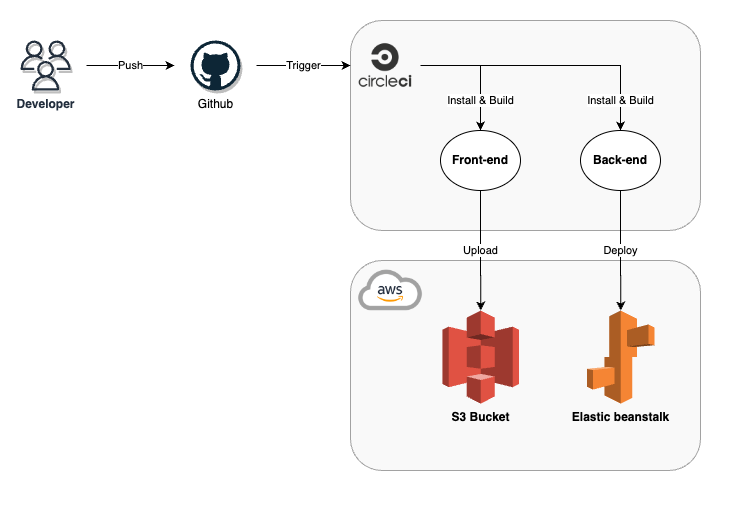 Developer
Push
Github
Trigger
circleci
Install & Build
Install & Build
Front-end
Back-end
Upload
Deploy
aws
S3 Bucket
Elastic beanstalk